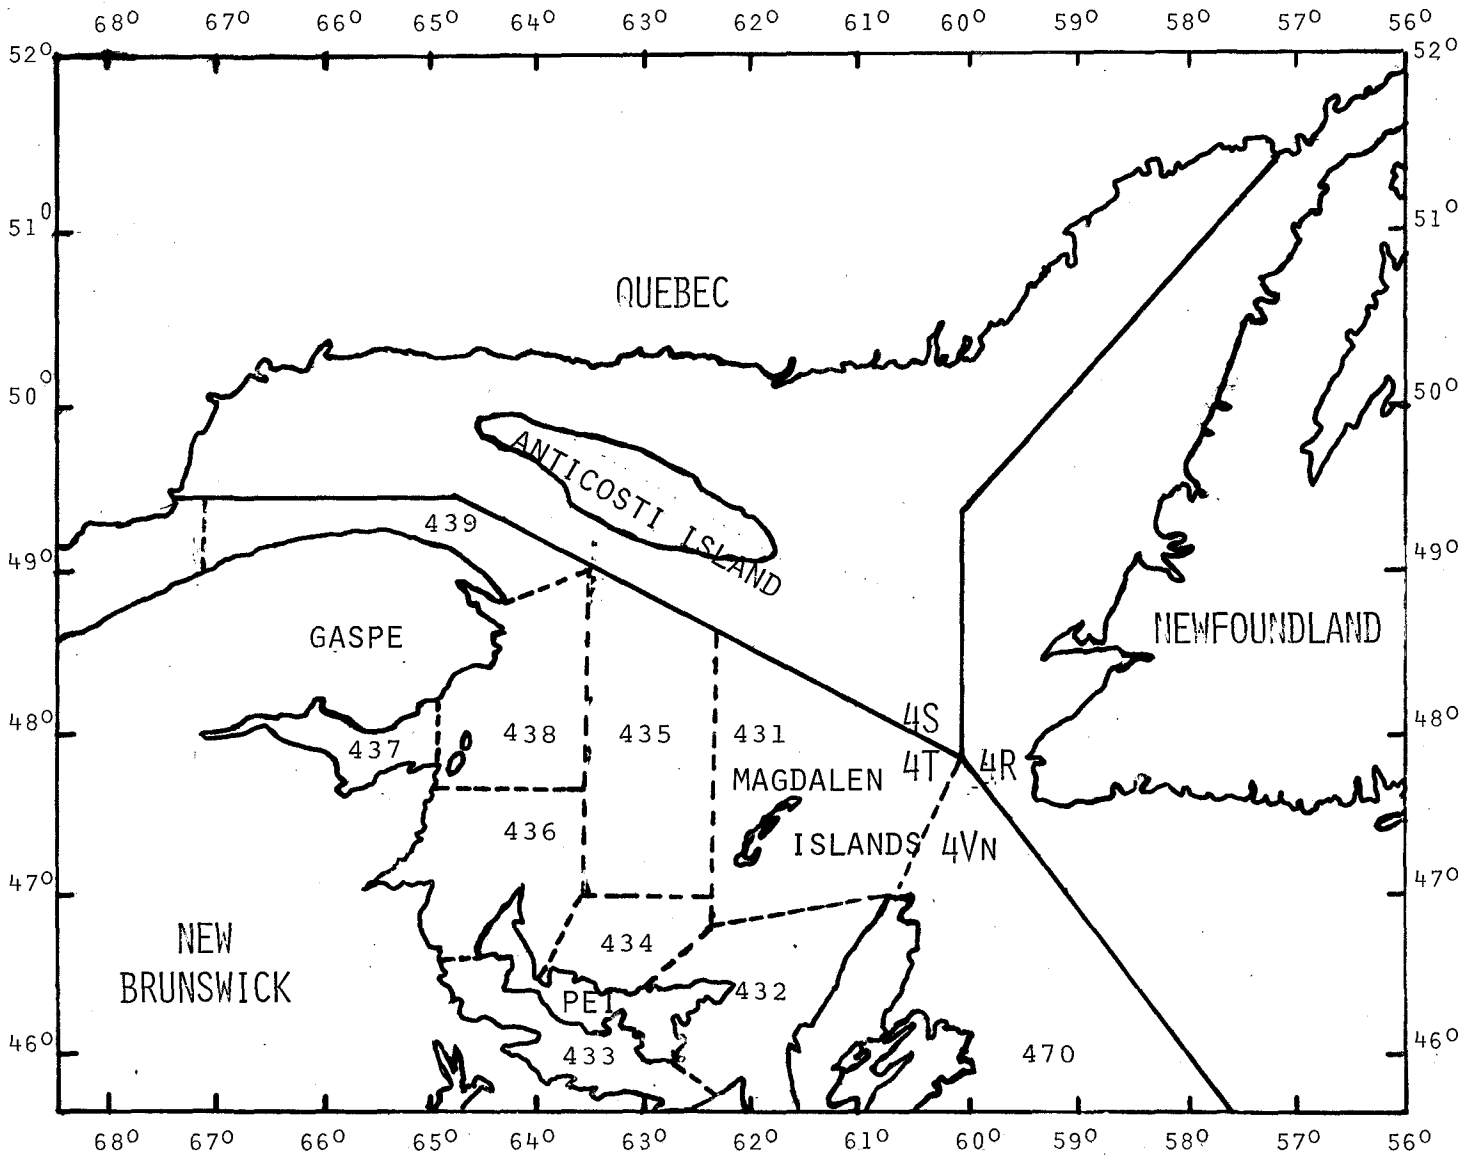 68° 67° 66° 65° 64° 63° 62° 61° 60° 59° 58° 57° 56°
52° 52°
51° 51°
QUEBEC
50° 50°
ANTICOSTI ISLAND
439
49° 49°
GASPE
NEWFOUNDLAND
4S
48° 437 438 435 431 48°
4T 4R
MAGDALEN
436 ISLANDS 4VN
47° 47°
NEW
BRUNSWICK
434
PEI 432
46° 433 470 46°
68° 67° 66° 65° 64° 63° 62° 61° 60° 59° 58° 57° 56°